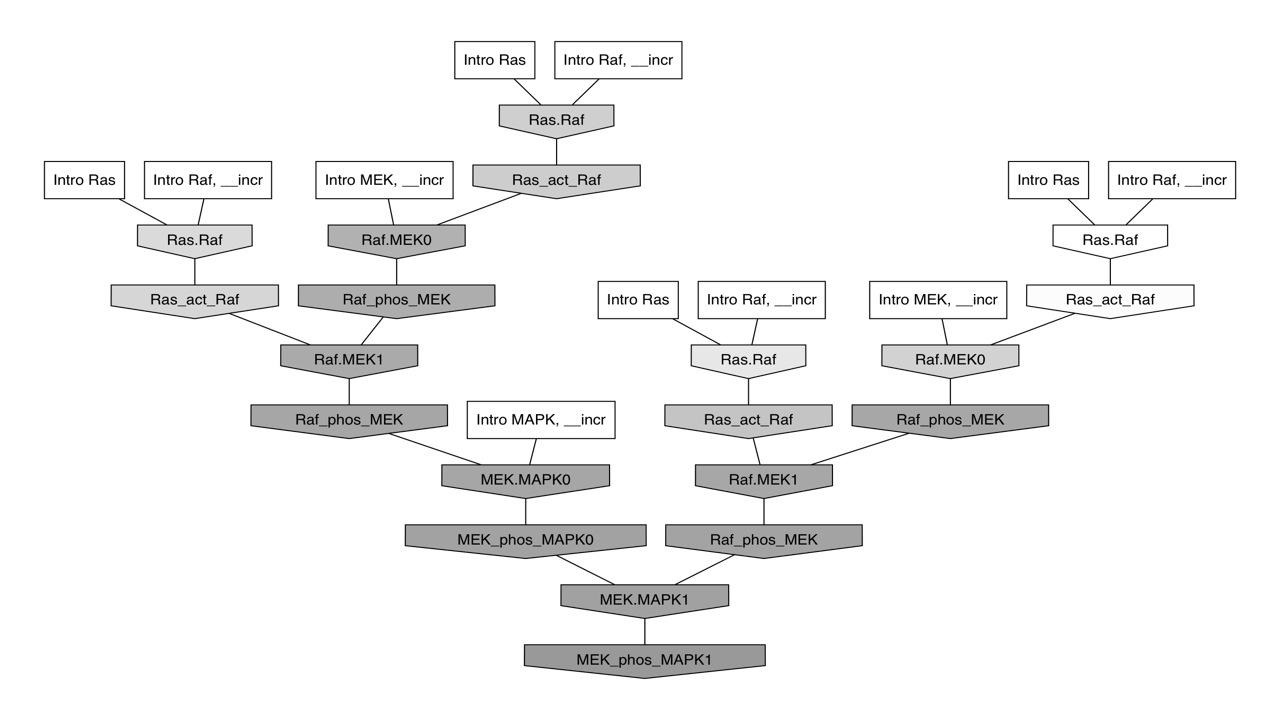 Intro Ras
Intro Raf, __incr
Ras.Raf
Intro Ras
Intro Raf, __incr
Intro MEK, __incr
Ras_act_Raf
Intro Ras
Intro Raf, __incr
Ras.Raf
Raf.MEK0
Ras.Raf
Ras_act_Raf
Raf_phos_MEK
Intro Ras
Intro Raf, __incr
Intro MEK, __incr
Ras_act_Raf
Raf.MEK1
Ras.Raf
Raf.MEK0
Raf_phos_MEK
Intro MAPK, __incr
Ras_act_Raf
Raf_phos_MEK
MEK.MAPK0
Raf.MEK1
MEK_phos_MAPK0
Raf_phos_MEK
MEK.MAPK1
MEK_phos_MAPK1